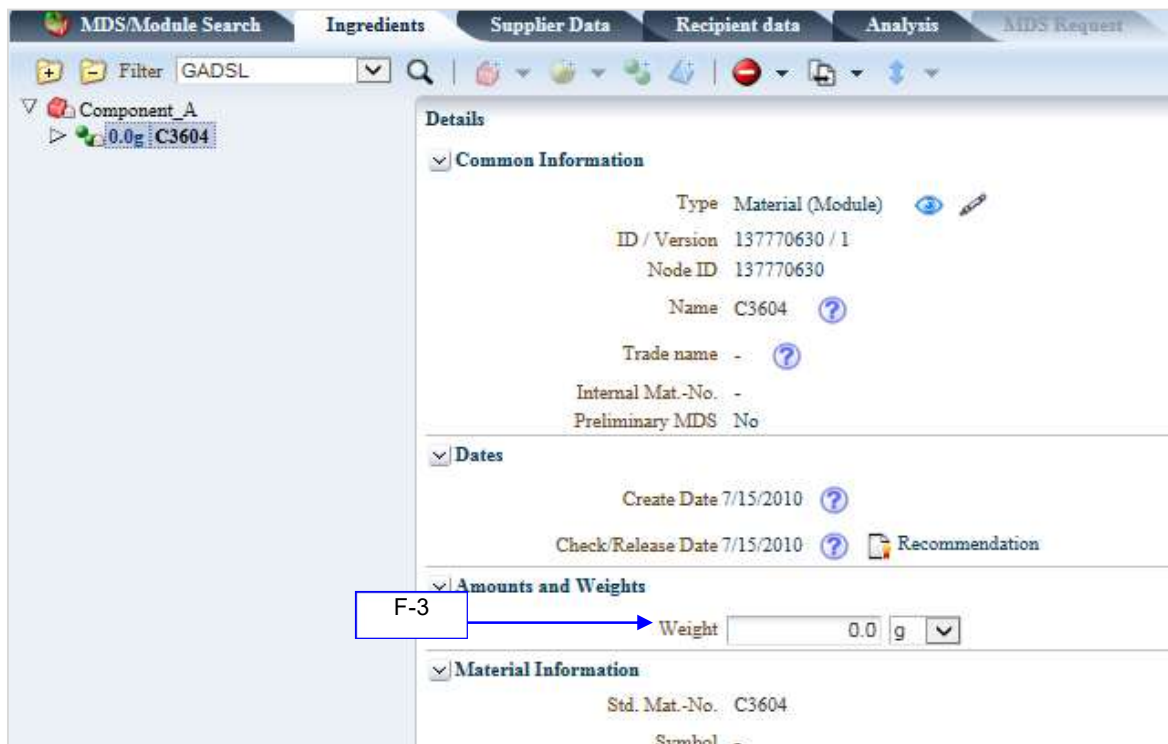 MDS/Module Search Ingredients Supplier Data Recipient data Analysis MDS Request
Filter GADSL
Component_A
0.0g C3604
Details
Common Information
Type Material (Module)
ID / Version 137770630 / 1
Node ID 137770630
Name C3604
Trade name -
Internal Mat.-No. -
Preliminary MDS No
Dates
Create Date 7/15/2010
Check/Release Date 7/15/2010 Recommendation
Amounts and Weights
F-3
Weight 0.0 g
Material Information
Std. Mat.-No. C3604
Symbol -